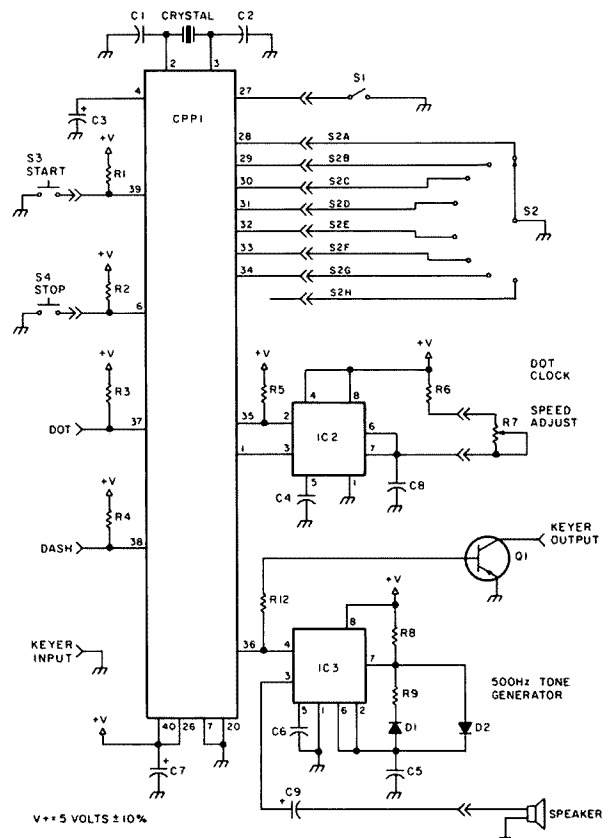 C1 CRYSTAL C2
2 3
4 27 S1
C3
CPP1
+V
28 S2A
S3
START
R1
29 S2B
39
30 S2C
31 S2D
S2
+V
32 S2E
33 S2F
S4
STOP
R2
34 S2G
6
S2H
+V
+V
+V
DOT
CLOCK
R3
R5
4 8
R6
SPEED
ADJUST
R7
DOT 37
35 2
IC2
6
1 3
7
5 1
C4
C8
+V
R4
DASH 38
KEYER
OUTPUT
Q1
R12
+V
8
R8
KEYER
INPUT
36 4
IC3
7
3
R9
500Hz TONE
GENERATOR
5 1 6 2
D1 D2
+V
40 26 7 20
C6
C5
+
C7
C9
+
SPEAKER
V+=5 VOLTS ±10%